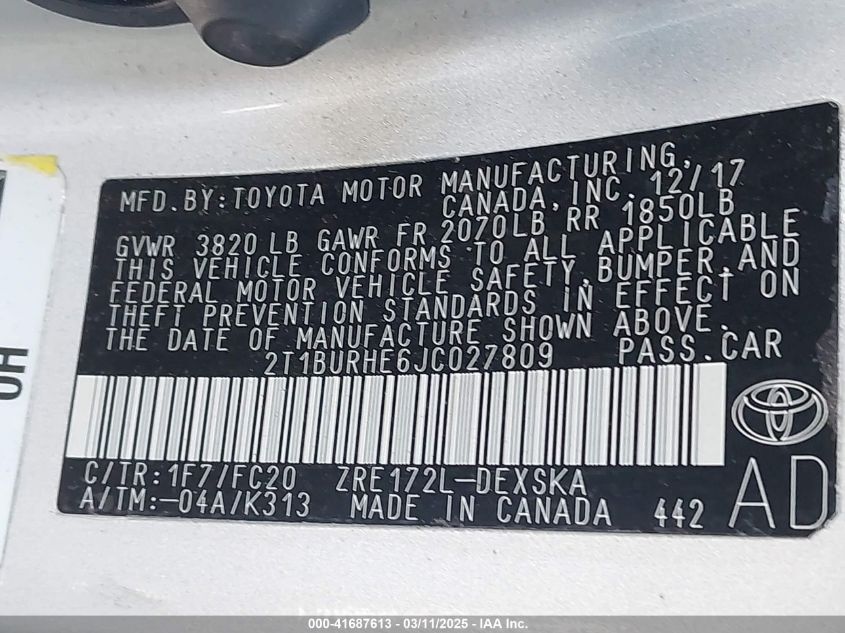 MFD.BY:TOYOTA MOTOR MANUFACTURING,
CANADA, INC. 12/17
GVWR 3820 LB GAWR FR 2070LB RR 1850LB
THIS VEHICLE CONFORMS TO ALL APPLICABLE
FEDERAL MOTOR VEHICLE SAFETY,BUMPER,AND
THEFT PREVENTION STANDARDS IN EFFECT ON
THE DATE OF MANUFACTURE SHOWN ABOVE.
2T1BURHE6JC027809 PASS.CAR
C/TR:1F7/FC20 ZRE172L-DEXSKA
A/TM:-04A/K313 MADE IN CANADA 442
AD
HO
000-41687613 - 03/11/2025 - IAA Inc.